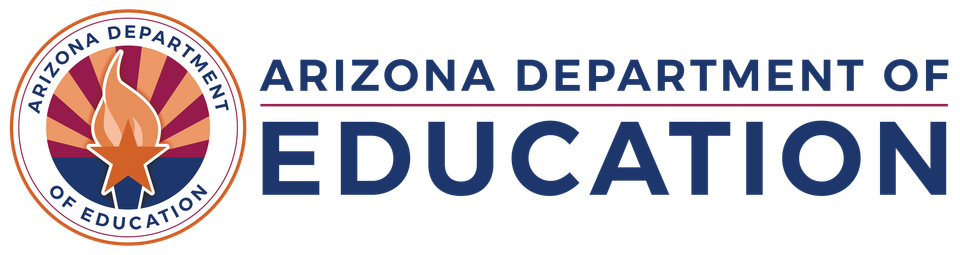 ARIZONA DEPARTMENT
OF EDUCATION
ARIZONA DEPARTMENT OF
EDUCATION